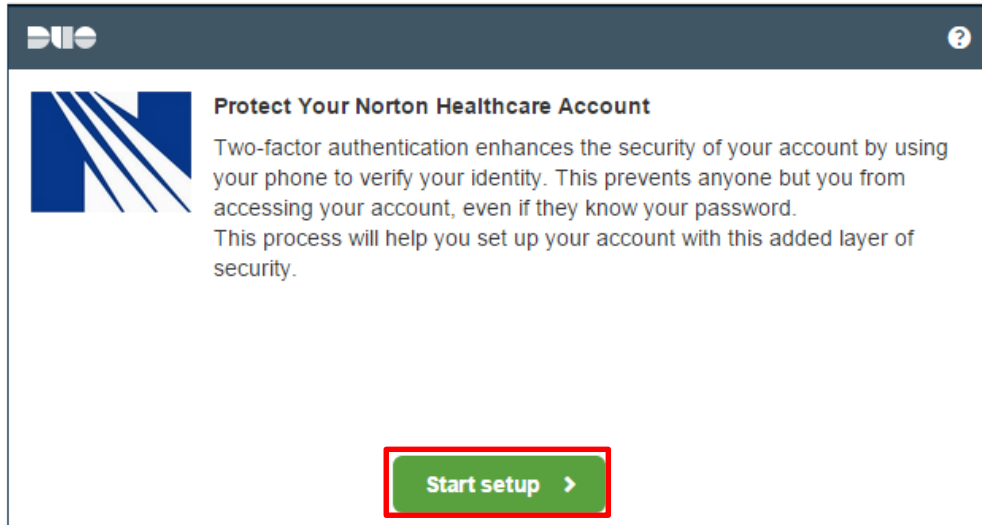 DUO
?
Protect Your Norton Healthcare Account
Two-factor authentication enhances the security of your account by using
your phone to verify your identity. This prevents anyone but you from
accessing your account, even if they know your password.
This process will help you set up your account with this added layer of
security.
Start setup >